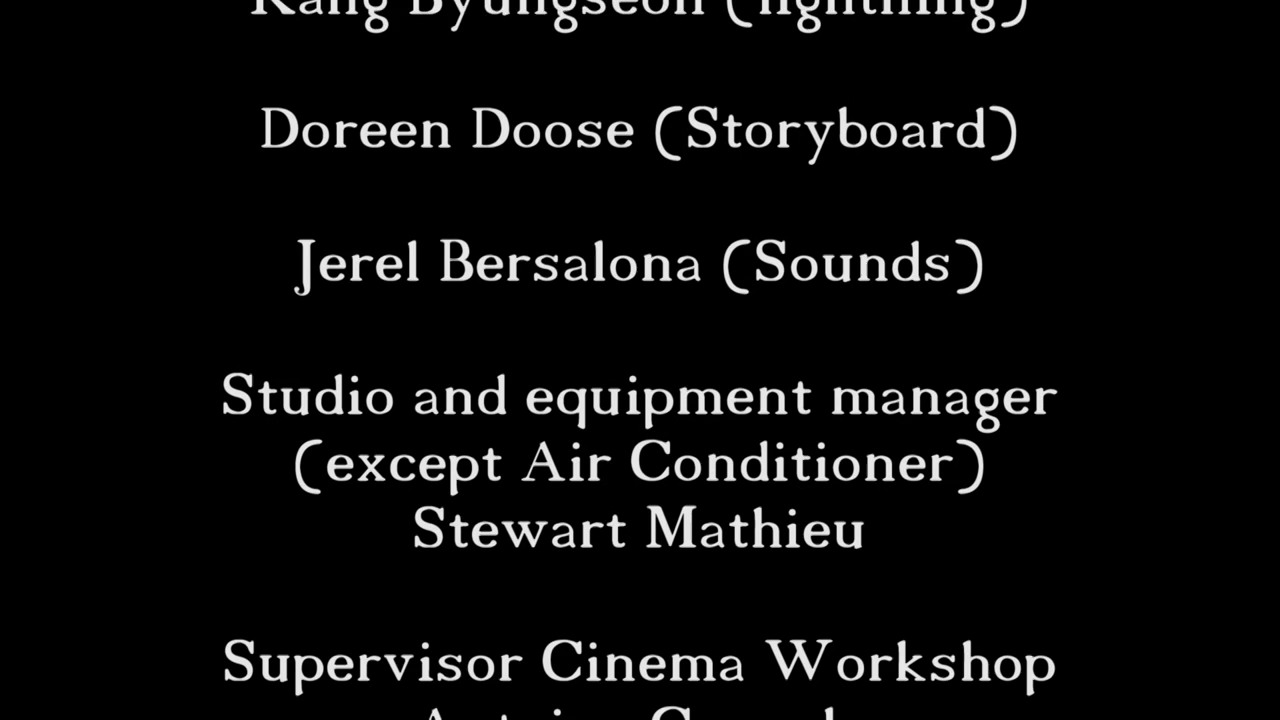 Kang Byungseon (lightning)
Doreen Doose (Storyboard)
Jerel Bersalona (Sounds)
Studio and equipment manager
(except Air Conditioner)
Stewart Mathieu
Supervisor Cinema Workshop